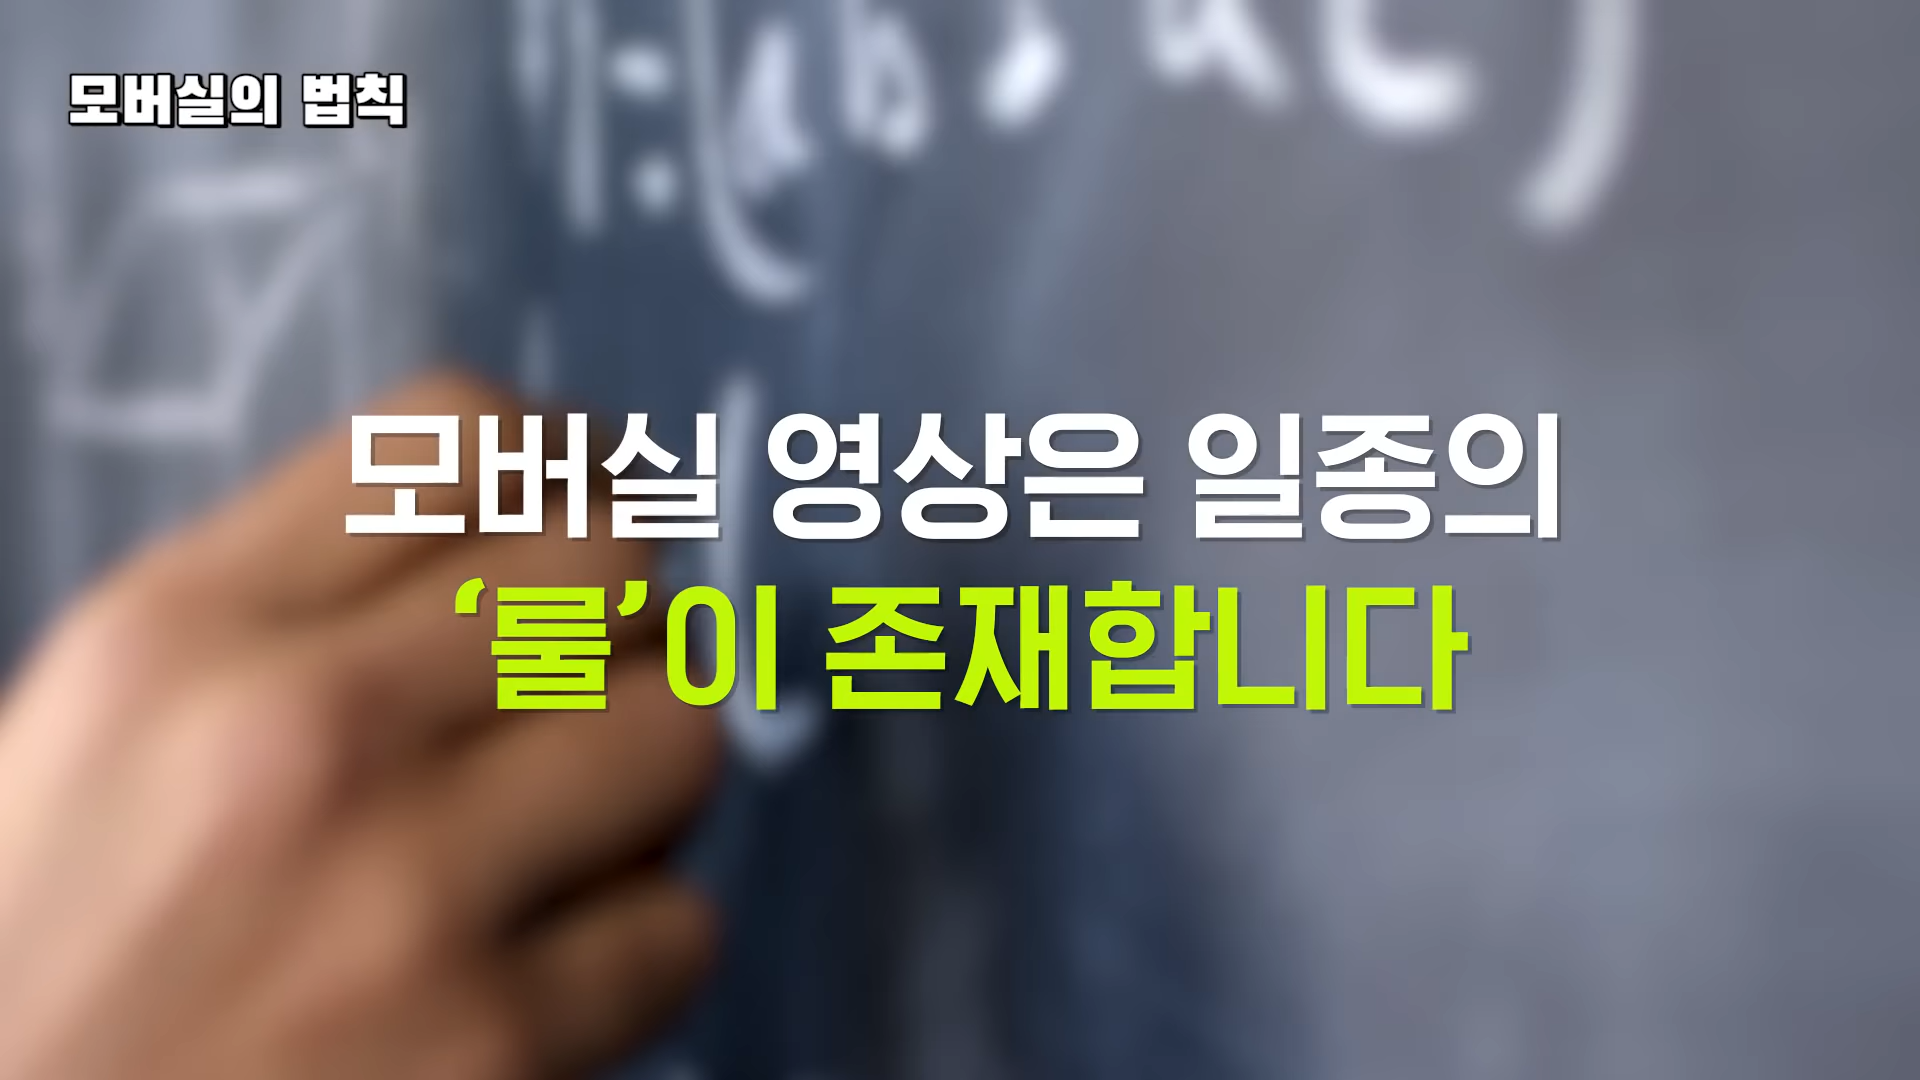 모버실의 법칙
모버실 영상은 일종의
‘룰’이 존재합니다